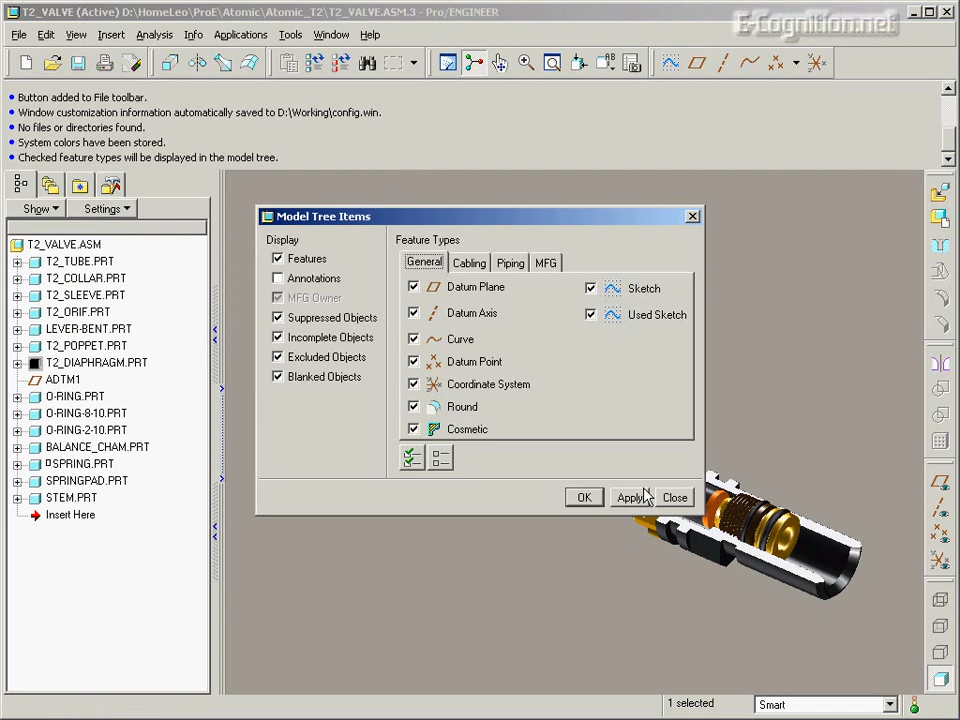 T2_VALVE (Active) D:\HomeLeo\ProE\Atomic\Atomic_T2\T2_VALVE.ASM.3 - Pro/ENGINEER
E-Cognition.net
File Edit View Insert Analysis Info Applications Tools Window Help
Button added to File toolbar.
Window customization information automatically saved to D:\Working\config.win.
No files or directories found.
System colors have been stored.
Checked feature types will be displayed in the model tree.
Show Settings
T2_VALVE.ASM
T2_TUBE.PRT
T2_COLLAR.PRT
T2_SLEEVE.PRT
T2_ORIF.PRT
LEVER-BENT.PRT
T2_POPPET.PRT
T2_DIAPHRAGM.PRT
ADTM1
O-RING.PRT
O-RING-8-10.PRT
O-RING-2-10.PRT
BALANCE_CHAM.PRT
SPRING.PRT
SPRINGPAD.PRT
STEM.PRT
Insert Here
Model Tree Items
Display
Features
Annotations
MFG Owner
Suppressed Objects
Incomplete Objects
Excluded Objects
Blanked Objects
Feature Types
General Cabling Piping MFG
Datum Plane
Datum Axis
Curve
Datum Point
Coordinate System
Round
Cosmetic
Sketch
Used Sketch
OK Apply Close
1 selected
Smart